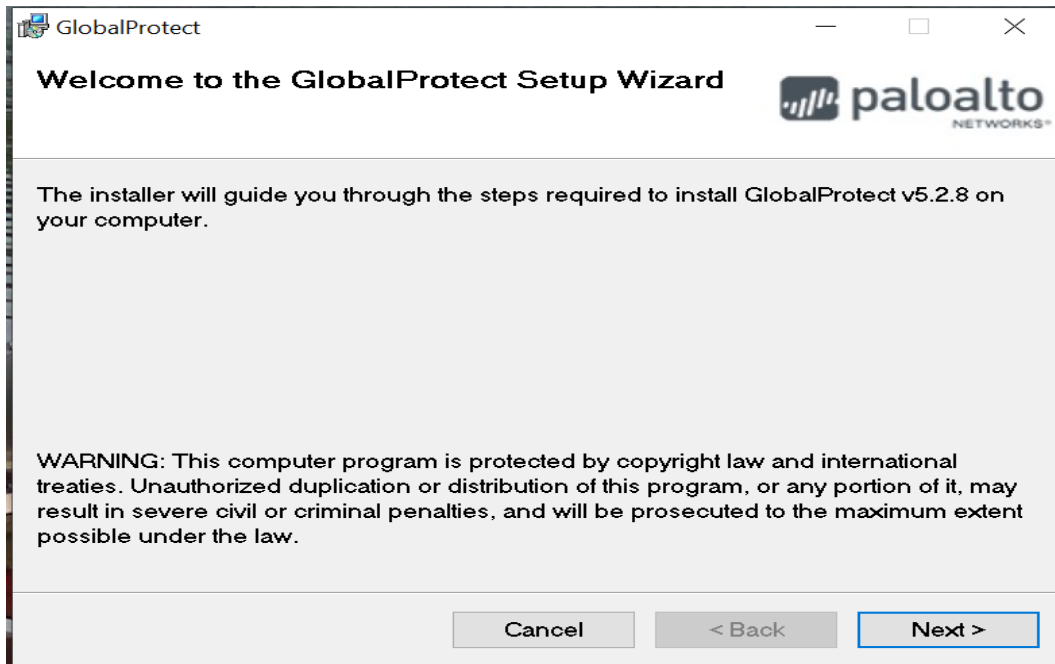 GlobalProtect
Welcome to the GlobalProtect Setup Wizard
paloalto
NETWORKS®
The installer will guide you through the steps required to install GlobalProtect v5.2.8 on
your computer.
WARNING: This computer program is protected by copyright law and international
treaties. Unauthorized duplication or distribution of this program, or any portion of it, may
result in severe civil or criminal penalties, and will be prosecuted to the maximum extent
possible under the law.
Cancel < Back Next >